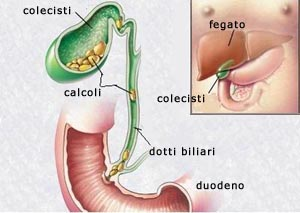 colecisti
fegato
calcoli
colecisti
dotti biliari
duodeno